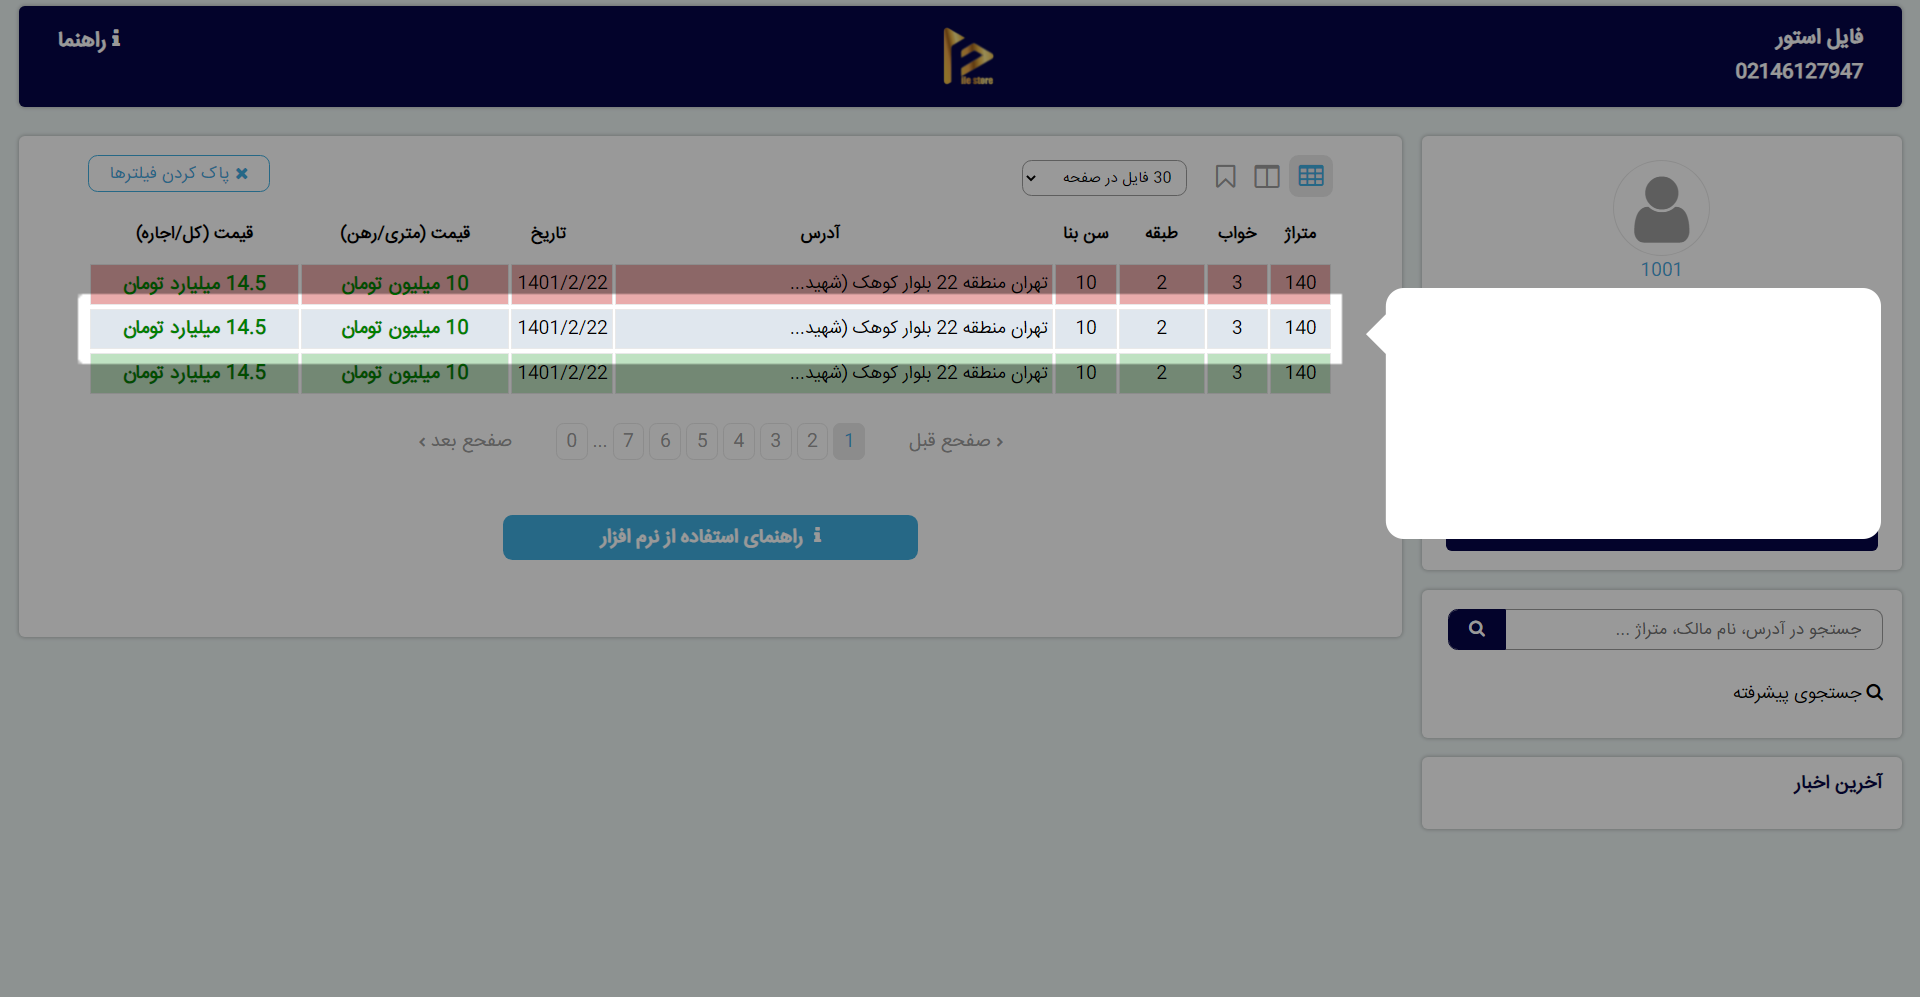 فایل استور
02146127947
file store
راهنما
1001
30 فایل در صفحه
پاک کردن فیلترها
متراژ خواب طبقه سن بنا آدرس تاریخ قیمت (متری/رهن) قیمت (کل/اجاره)
140 3 2 10 تهران منطقه 22 بلوار کوهک (شهید... 1401/2/22 10 میلیون تومان 14.5 میلیارد تومان
140 3 2 10 تهران منطقه 22 بلوار کوهک (شهید... 1401/2/22 10 میلیون تومان 14.5 میلیارد تومان
140 3 2 10 تهران منطقه 22 بلوار کوهک (شهید... 1401/2/22 10 میلیون تومان 14.5 میلیارد تومان
‹ صفحع قبل 1 2 3 4 5 6 7 ... 0 صفحع بعد ›
راهنمای استفاده از نرم افزار
جستجو در آدرس، نام مالک، متراژ ...
جستجوی پیشرفته
آخرین اخبار